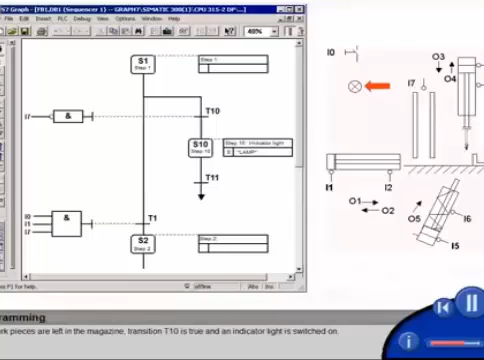 S7 Graph - [FB1,DB1 (Sequencer 1) -- GRAPH7\SIMATIC 300(1)\CPU 315-2 DP\...]
File Edit Insert PLC Debug View Options Window Help
S1
Step 1
Step 1:
I7
&
T10
S10
Step 10
Step 10: Indicator light
S "LAMP"
T11
I0
I1
I7
&
T1
S2
Step 2
Step 2:
Press F1 for help.
offline
Abs
Ins
I0
I7
O3
O4
I1
I2
O1
O2
O5
I6
I5
ramming
rk pieces are left in the magazine, transition T10 is true and an indicator light is switched on.